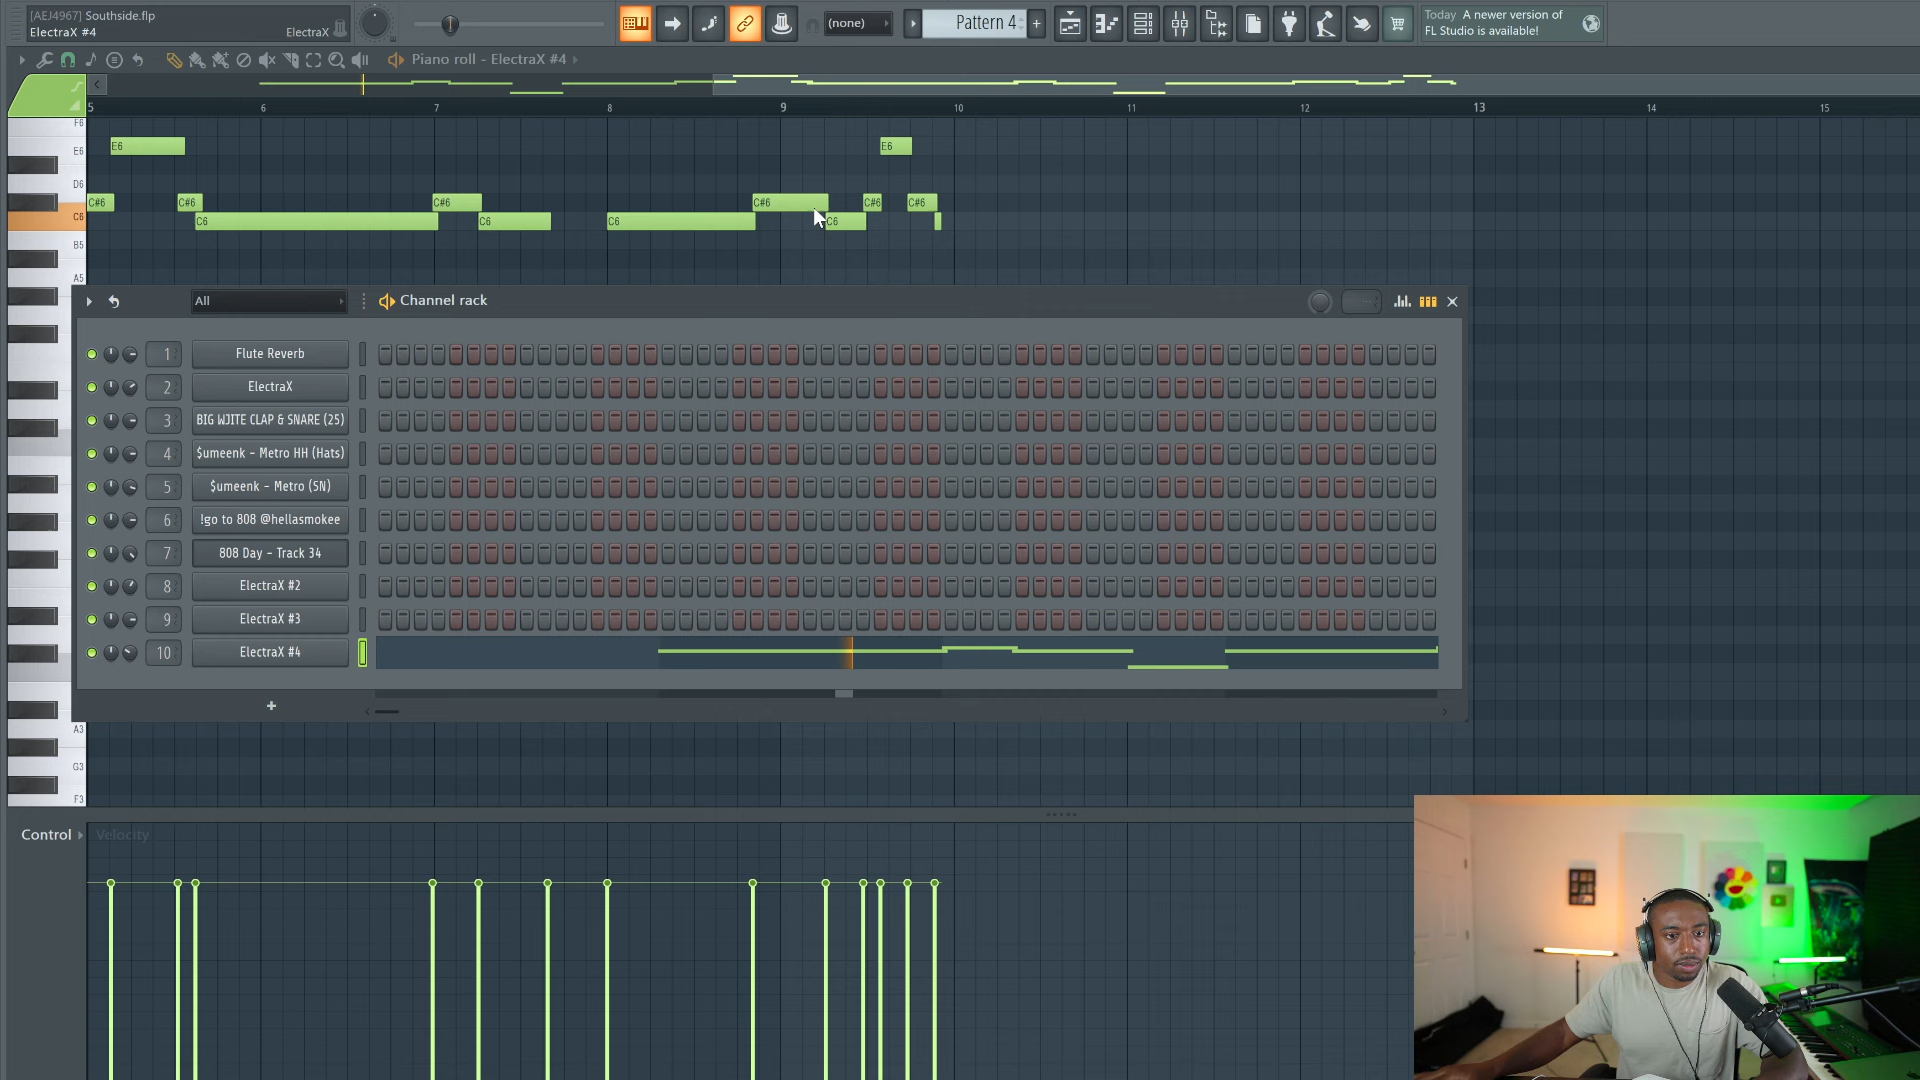 [AEJ4967] Southside.flp
ElectraX #4
ElectraX
(none)
Pattern 4
Today A newer version of
FL Studio is available!
Piano roll - ElectraX #4
5 6 7 8 9 10 11 12 13 14 15
F6
E6
D6
C6
B5
A5
E6
E6
C#6
C#6
C#6
C#6
C#6
C#6
C6
C6
C6
C6
All
Channel rack
1 Flute Reverb
2 ElectraX
3 BIG WJITE CLAP & SNARE (25)
4 $umeenk - Metro HH (Hats)
5 $umeenk - Metro (SN)
6 !go to 808 @hellasmokee
7 808 Day - Track 34
8 ElectraX #2
9 ElectraX #3
10 ElectraX #4
A3
G3
F3
Control
Velocity